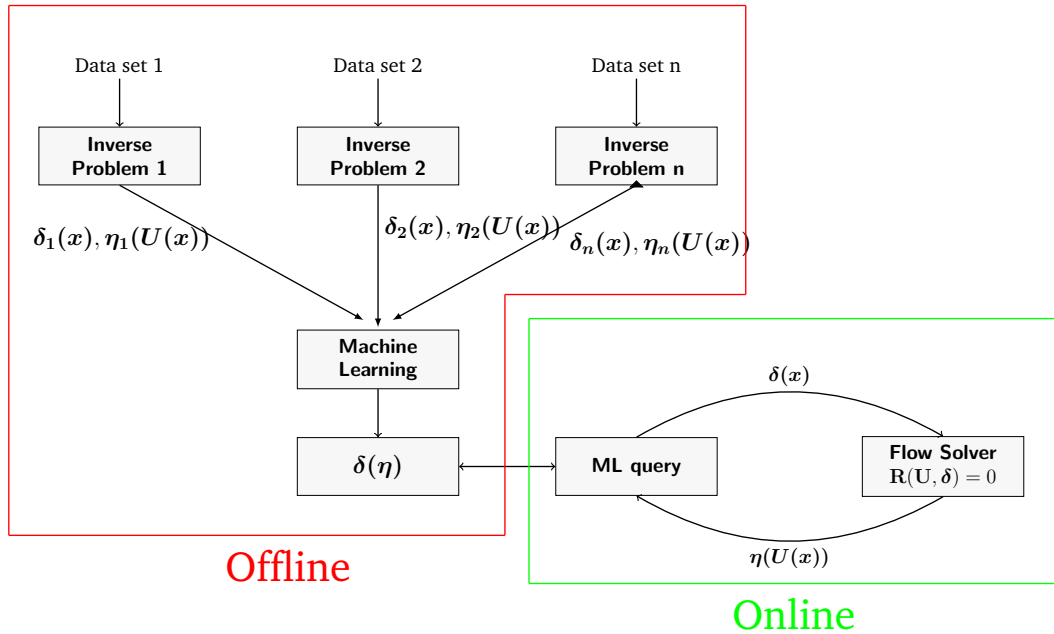 Data set 1
Data set 2
Data set n
Inverse
Problem 1
Inverse
Problem 2
Inverse
Problem n
δ₁(x), η₁(U(x))
δ₂(x), η₂(U(x))
δₙ(x), ηₙ(U(x))
Machine
Learning
δ(η)
δ(x)
ML query
Flow Solver
R(U, δ) = 0
η(U(x))
Offline
Online